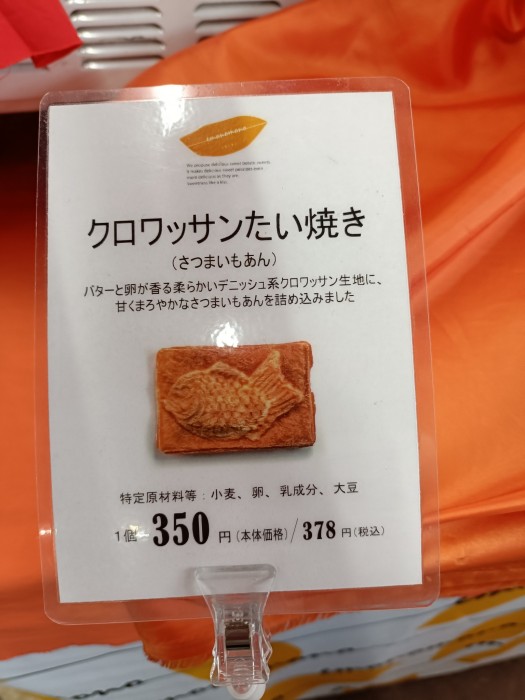 クロワッサンたい焼き
（さつまいもあん）
バターと卵が香る柔らかいデニッシュ系クロワッサン生地に、
甘くまろやかなさつまいもあんを詰め込みました
特定原材料等：小麦、卵、乳成分、大豆
1個 350 円（本体価格）/ 378 円（税込）